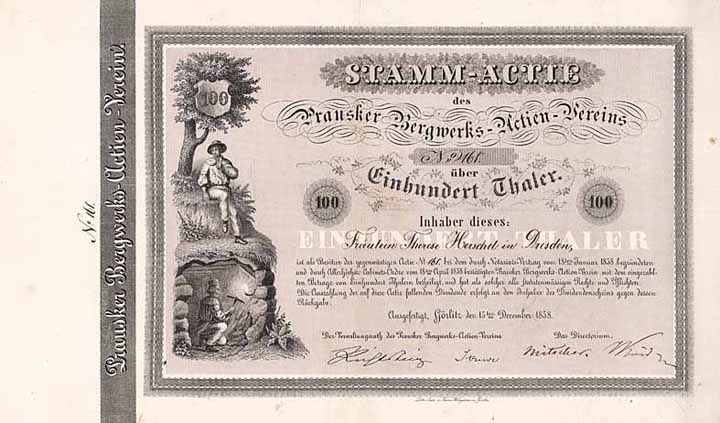 Prausker Bergwerks-Actien-Verein.
No 161.
100
STAMM-ACTIE
des
Prausker Bergwerks-Actien-Vereins
No 161.
über
Einhundert Thaler.
100
100
Inhaber dieses:
EINHUNDERT THALER
Fräulein Herschel in Dresden,
ist als Besitzer der gegenwärtigen Actie No 161, bei dem durch Notariats-Vertrag vom 18ten Januar 1858 begründeten
und durch Allerhöchste Cabinets-Ordre vom 18ten April 1858 bestätigten Prausker Bergwerks-Actien-Verein mit dem eingezahl-
ten Betrage von Einhundert Thalern betheiligt, und hat als solcher alle statutenmässigen Rechte und Pflichten.
Die Auszahlung der auf diese Actie fallenden Dividende erfolgt an den Inhaber des Dividendenscheins gegen dessen
Rückgabe.
Ausgefertigt, Görlitz den 15ten December 1858.
Der Verwaltungsrath des Prausker Bergwerks-Actien-Vereins
Das Directorium.